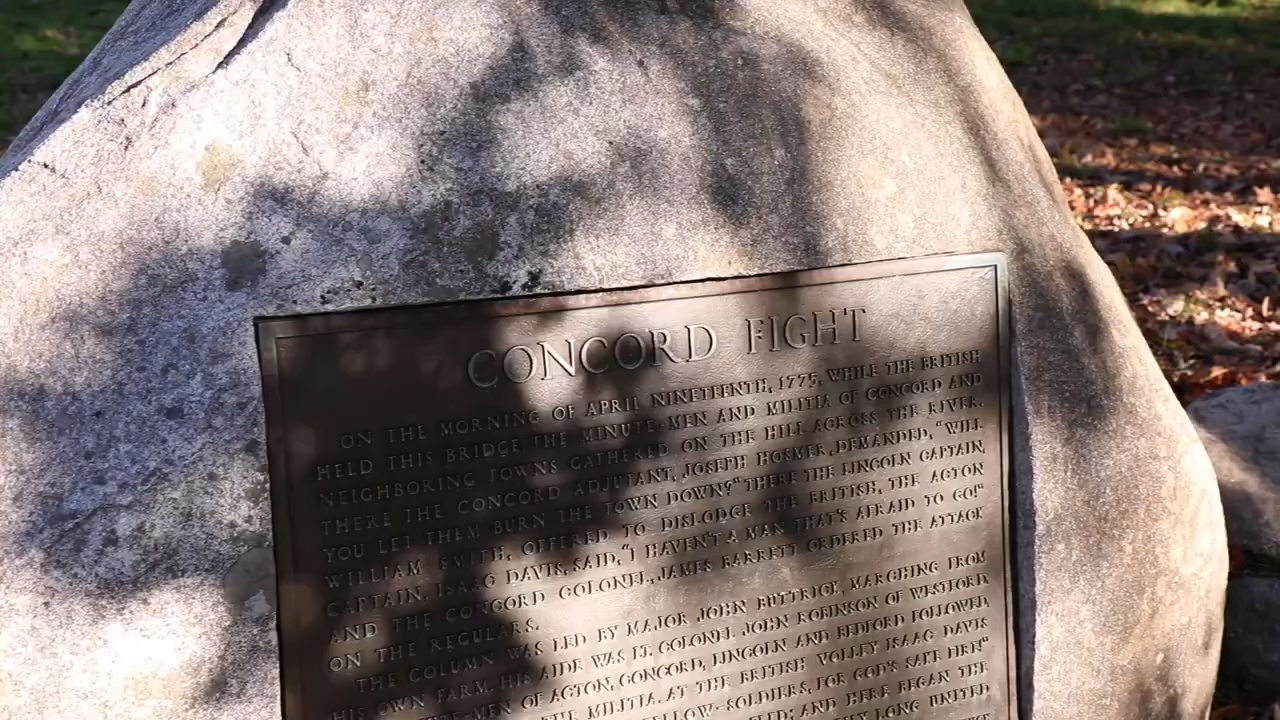 CONCORD FIGHT
ON THE MORNING OF APRIL NINETEENTH, 1775, WHILE THE BRITISH
HELD THIS BRIDGE, THE MINUTE-MEN AND MILITIA OF CONCORD AND
NEIGHBORING TOWNS GATHERED ON THE HILL ACROSS THE RIVER.
THERE THE CONCORD ADJUTANT, JOSEPH HOSMER, DEMANDED, "WILL
YOU LET THEM BURN THE TOWN DOWN?" THERE THE LINCOLN CAPTAIN,
WILLIAM SMITH, OFFERED TO DISLODGE THE BRITISH, THE ACTON
CAPTAIN, ISAAC DAVIS, SAID, "I HAVEN'T A MAN THAT'S AFRAID TO GO!"
AND THE CONCORD COLONEL, JAMES BARRETT ORDERED THE ATTACK
ON THE REGULARS.
THE COLUMN WAS LED BY MAJOR JOHN BUTTRICK, MARCHING FROM
HIS OWN FARM. HIS AIDE WAS LT. COLONEL JOHN ROBINSON OF WESTFORD.
MEN OF ACTON, CONCORD, LINCOLN AND BEDFORD FOLLOWED,
THE MILITIA. AT THE BRITISH VOLLEY ISAAC DAVIS
FELLOW-SOLDIERS, FOR GOD'S SAKE FIRE!"
AND HERE BEGAN THE
LONG UNITED